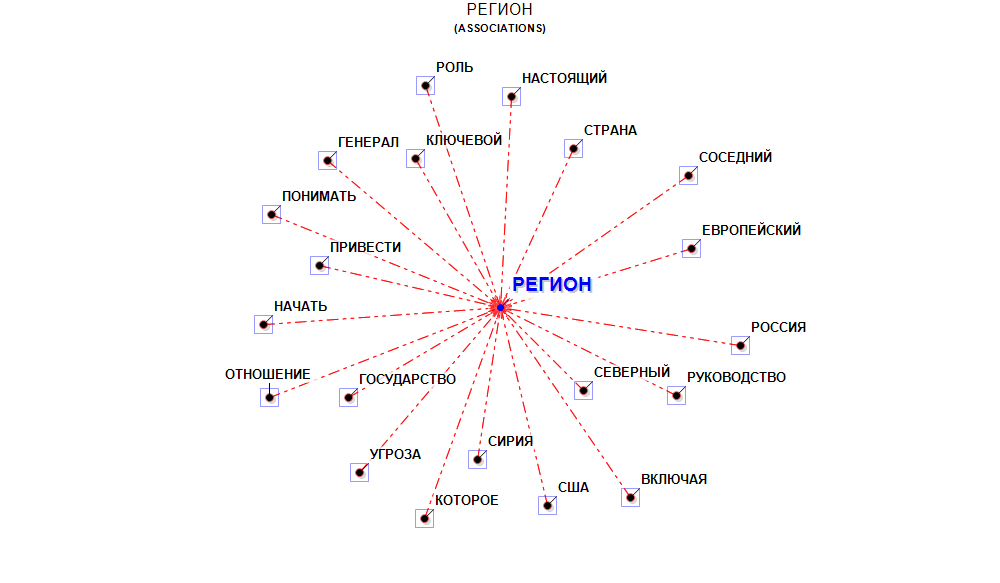 РЕГИОН
(ASSOCIATIONS)
РОЛЬ
НАСТОЯЩИЙ
СТРАНА
ГЕНЕРАЛ
КЛЮЧЕВОЙ
СОСЕДНИЙ
ПОНИМАТЬ
ЕВРОПЕЙСКИЙ
ПРИВЕСТИ
РЕГИОН
НАЧАТЬ
РОССИЯ
ОТНОШЕНИЕ
ГОСУДАРСТВО
СЕВЕРНЫЙ
РУКОВОДСТВО
СИРИЯ
УГРОЗА
ВКЛЮЧАЯ
США
КОТОРОЕ